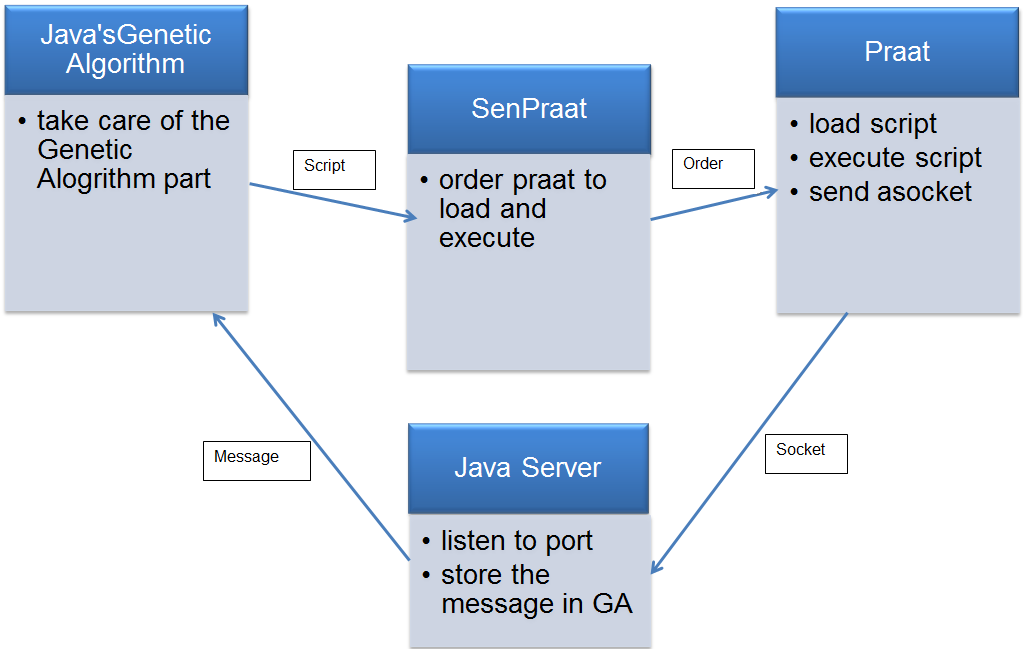 Java'sGenetic
Algorithm
• take care of the
Genetic
Alogrithm part
Script
SenPraat
• order praat to
load and
execute
Order
Praat
• load script
• execute script
• send asocket
Message
Java Server
• listen to port
• store the
message in GA
Socket